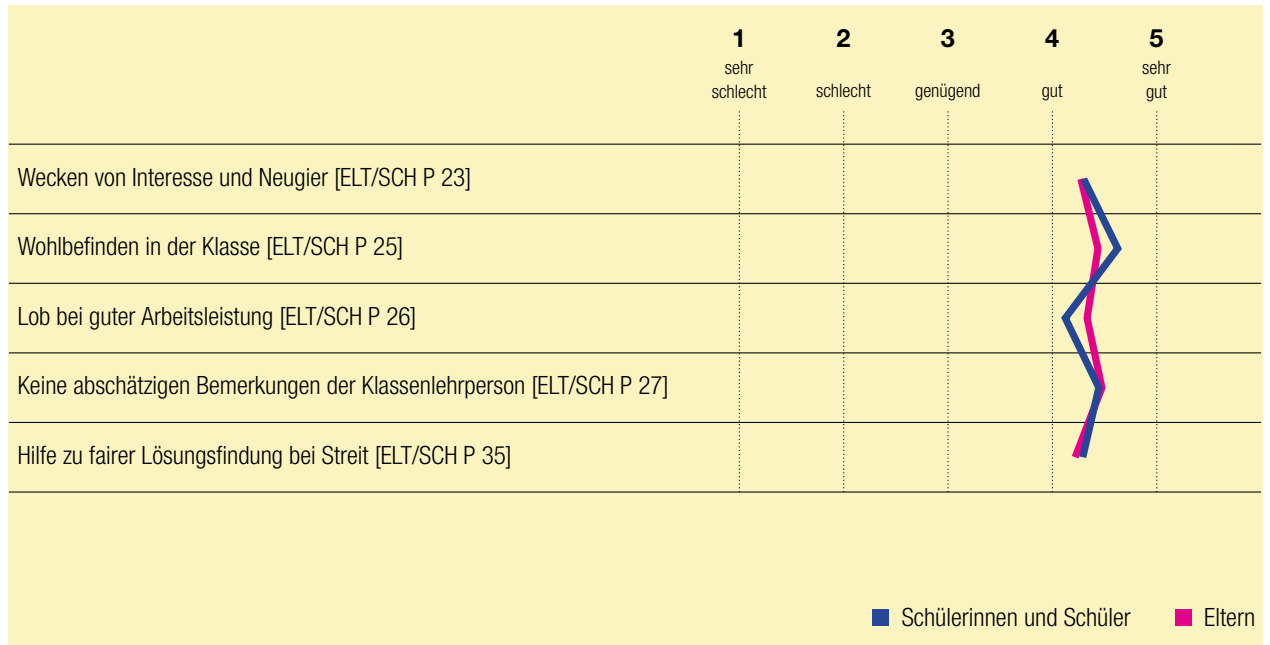 1 2 3 4 5
sehr schlecht schlecht genügend gut sehr gut
Wecken von Interesse und Neugier [ELT/SCH P 23]
Wohlbefinden in der Klasse [ELT/SCH P 25]
Lob bei guter Arbeitsleistung [ELT/SCH P 26]
Keine abschätzigen Bemerkungen der Klassenlehrperson [ELT/SCH P 27]
Hilfe zu fairer Lösungsfindung bei Streit [ELT/SCH P 35]
Schülerinnen und Schüler Eltern